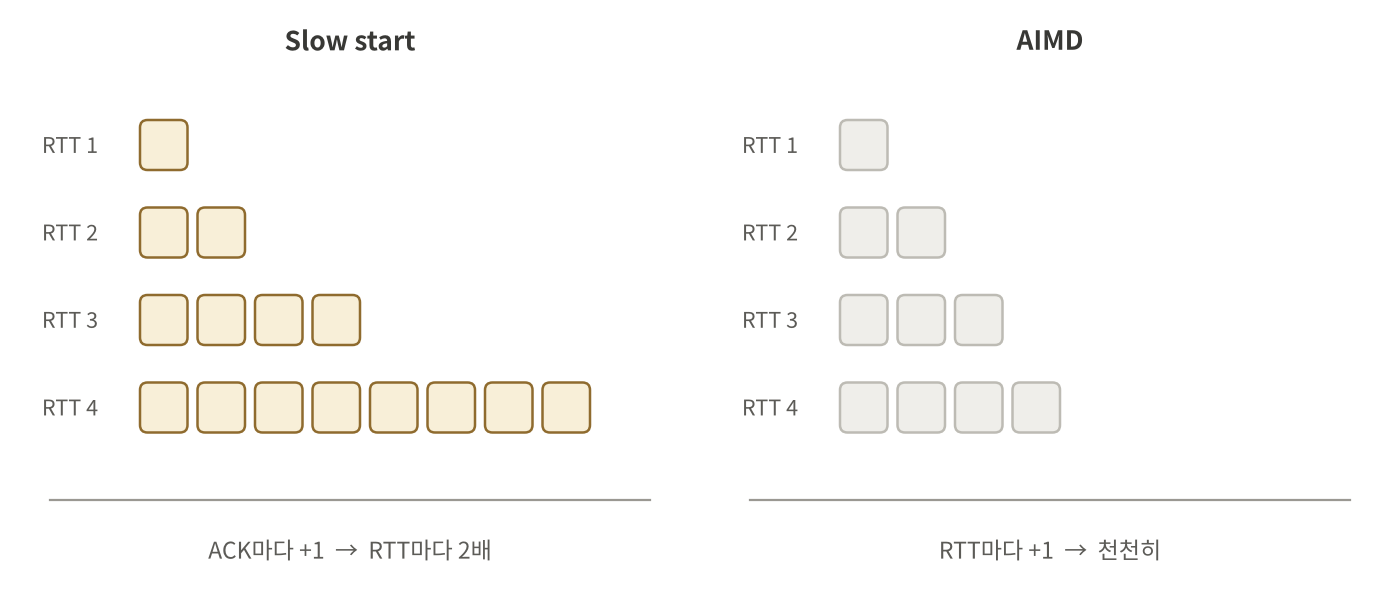 Slow start
RTT 1
RTT 2
RTT 3
RTT 4
ACK마다 +1 → RTT마다 2배
AIMD
RTT 1
RTT 2
RTT 3
RTT 4
RTT마다 +1 → 천천히